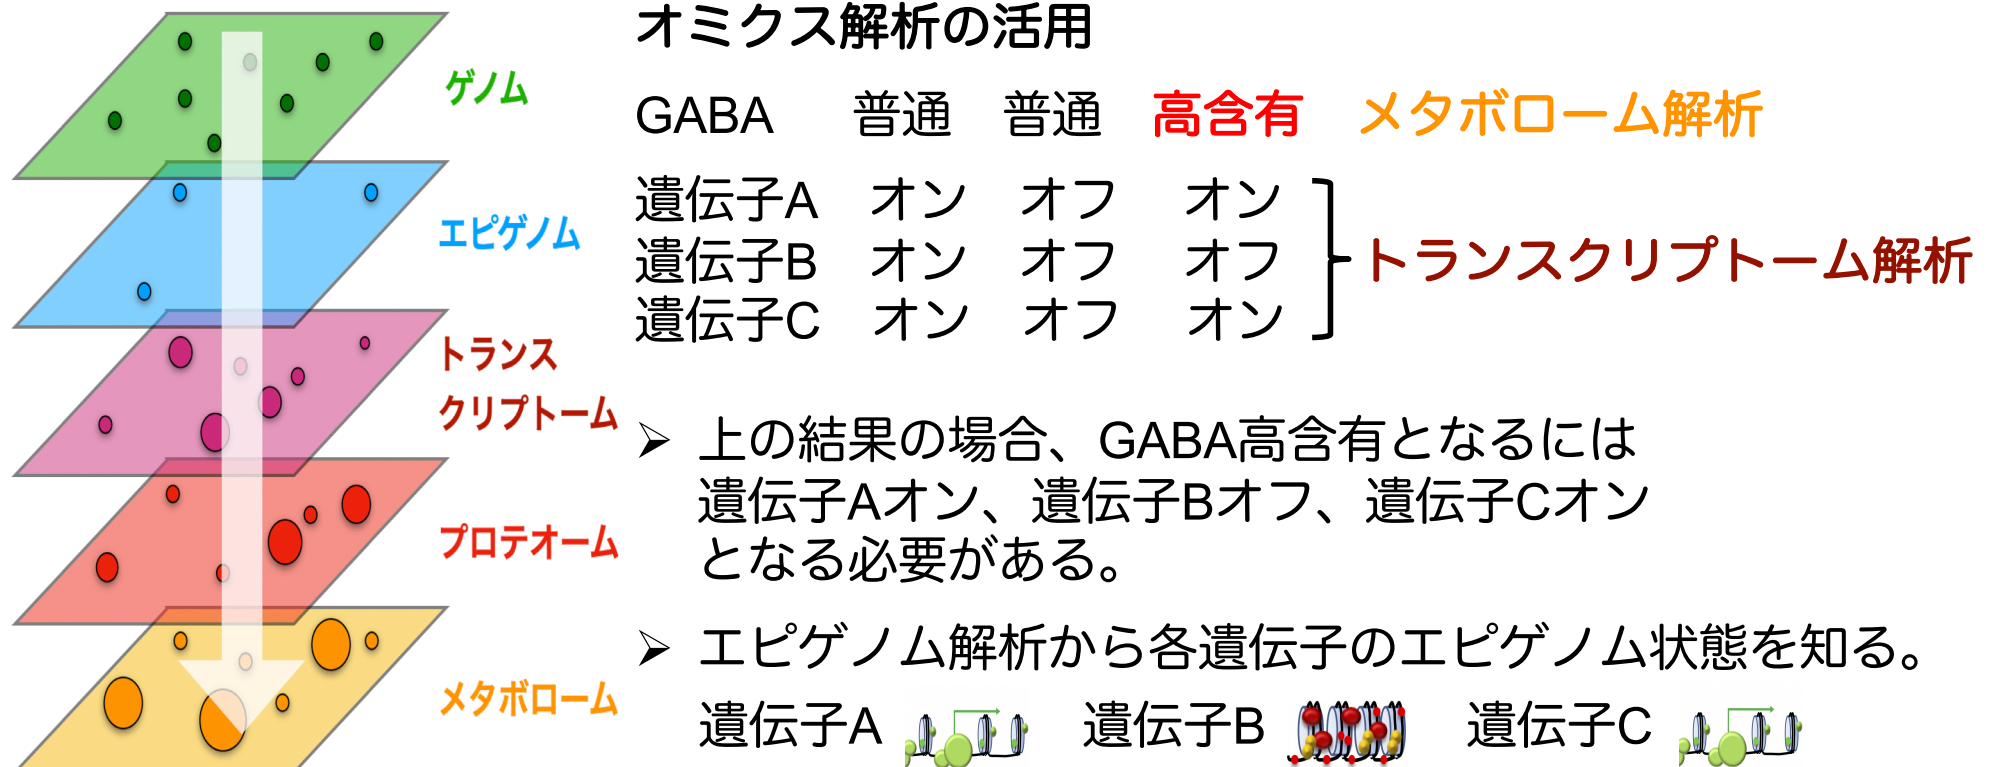 オミクス解析の活用
ゲノム
エピゲノム
トランス
クリプトーム
プロテオーム
メタボローム
GABA 普通 普通 高含有 メタボローム解析
遺伝子A オン オフ オン
遺伝子B オン オフ オフ
遺伝子C オン オフ オン
トランスクリプトーム解析
➢ 上の結果の場合、GABA高含有となるには
遺伝子Aオン、遺伝子Bオフ、遺伝子Cオン
となる必要がある。
➢ エピゲノム解析から各遺伝子のエピゲノム状態を知る。
遺伝子A 遺伝子B 遺伝子C